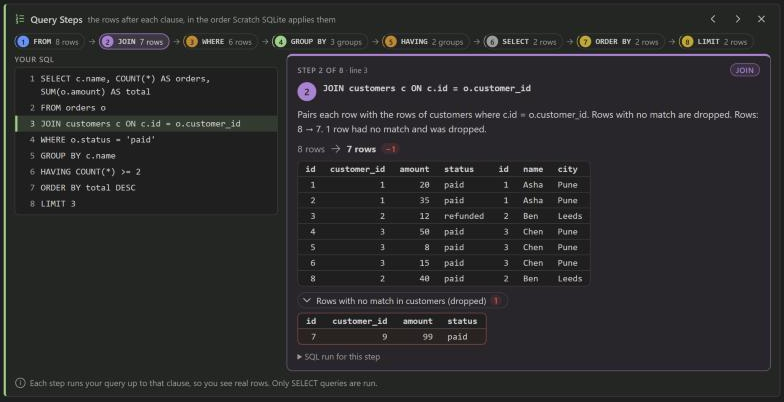 Query Steps the rows after each clause, in the order Scratch SQLite applies them
1 FROM 8 rows → 2 JOIN 7 rows → 3 WHERE 6 rows → 4 GROUP BY 3 groups → 5 HAVING 2 groups → 6 SELECT 2 rows → 7 ORDER BY 2 rows → 8 LIMIT 2 rows
YOUR SQL
1 SELECT c.name, COUNT(*) AS orders,
SUM(o.amount) AS total
2 FROM orders o
3 JOIN customers c ON c.id = o.customer_id
4 WHERE o.status = 'paid'
5 GROUP BY c.name
6 HAVING COUNT(*) >= 2
7 ORDER BY total DESC
8 LIMIT 3
STEP 2 OF 8 · line 3 JOIN
2 JOIN customers c ON c.id = o.customer_id
Pairs each row with the rows of customers where c.id = o.customer_id. Rows with no match are dropped. Rows:
8 → 7. 1 row had no match and was dropped.
8 rows → 7 rows −1
id customer_id amount status id name city
1 1 20 paid 1 Asha Pune
2 1 35 paid 1 Asha Pune
3 2 12 refunded 2 Ben Leeds
4 3 50 paid 3 Chen Pune
5 3 8 paid 3 Chen Pune
6 3 15 paid 3 Chen Pune
8 2 40 paid 2 Ben Leeds
Rows with no match in customers (dropped) 1
id customer_id amount status
7 9 99 paid
SQL run for this step
Each step runs your query up to that clause, so you see real rows. Only SELECT queries are run.